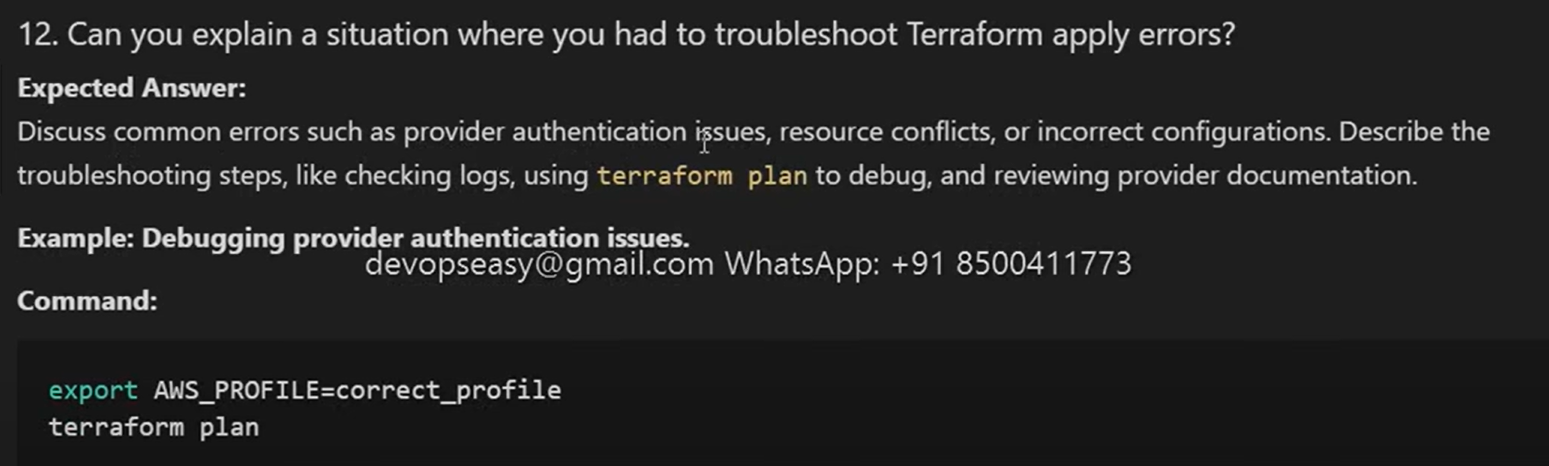 12. Can you explain a situation where you had to troubleshoot Terraform apply errors?
Expected Answer:
Discuss common errors such as provider authentication issues, resource conflicts, or incorrect configurations. Describe the
troubleshooting steps, like checking logs, using terraform plan to debug, and reviewing provider documentation.
Example: Debugging provider authentication issues.
devopseasy@gmail.com WhatsApp: +91 8500411773
Command:
export AWS_PROFILE=correct_profile
terraform plan